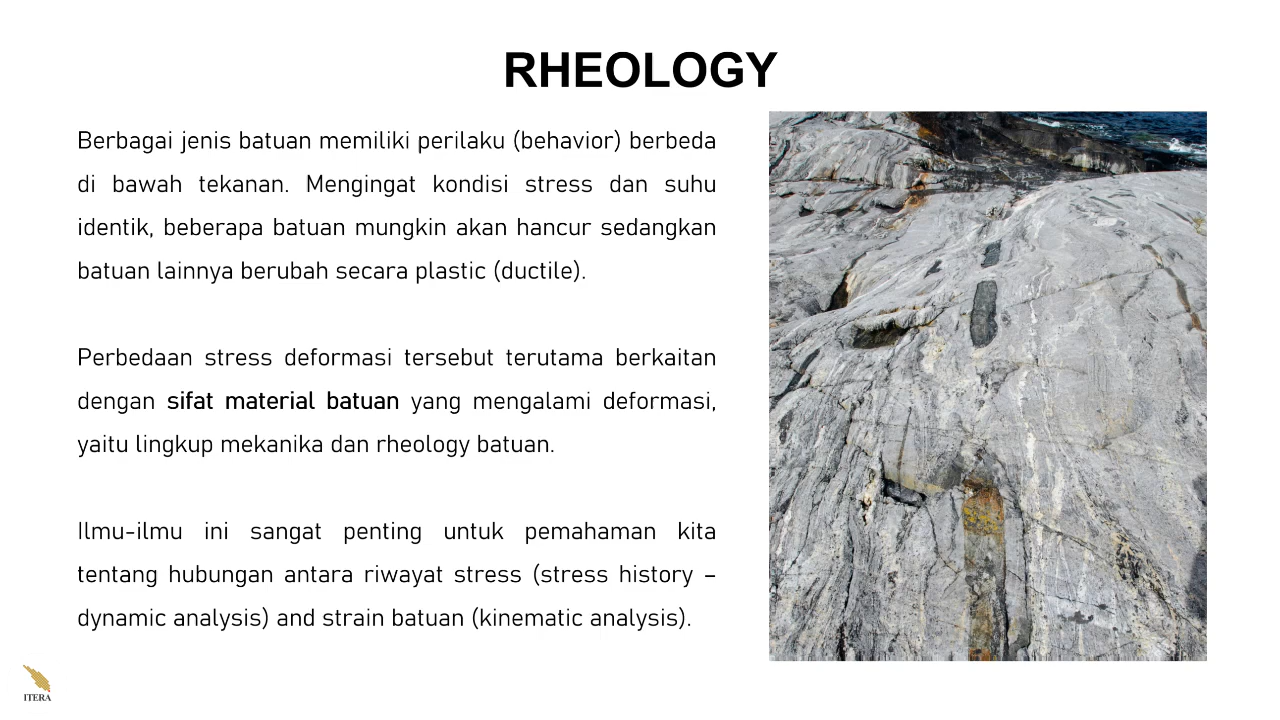 RHEOLOGY
Berbagai jenis batuan memiliki perilaku (behavior) berbeda
di bawah tekanan. Mengingat kondisi stress dan suhu
identik, beberapa batuan mungkin akan hancur sedangkan
batuan lainnya berubah secara plastic (ductile).
Perbedaan stress deformasi tersebut terutama berkaitan
dengan sifat material batuan yang mengalami deformasi,
yaitu lingkup mekanika dan rheology batuan.
Ilmu-ilmu ini sangat penting untuk pemahaman kita
tentang hubungan antara riwayat stress (stress history –
dynamic analysis) and strain batuan (kinematic analysis).
ITERA